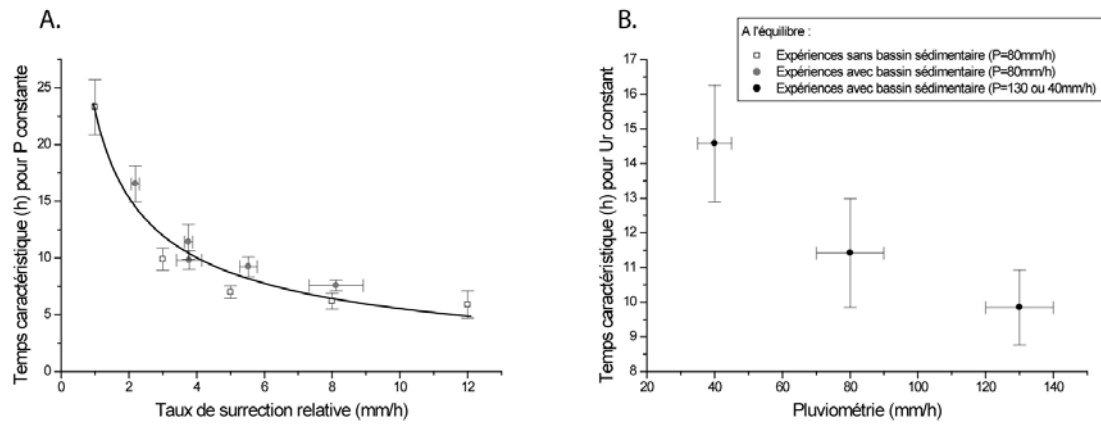 A.
Temps caractéristique (h) pour P constante
25
20
15
10
5
0
0 2 4 6 8 10 12
Taux de surrection relative (mm/h)
B.
A l'équilibre :
Expériences sans bassin sédimentaire (P=80mm/h)
Expériences avec bassin sédimentaire (P=80mm/h)
Expériences avec bassin sédimentaire (P=130 ou 40mm/h)
Temps caractéristique (h) pour Ur constant
17
16
15
14
13
12
11
10
9
8
20 40 60 80 100 120 140
Pluviométrie (mm/h)